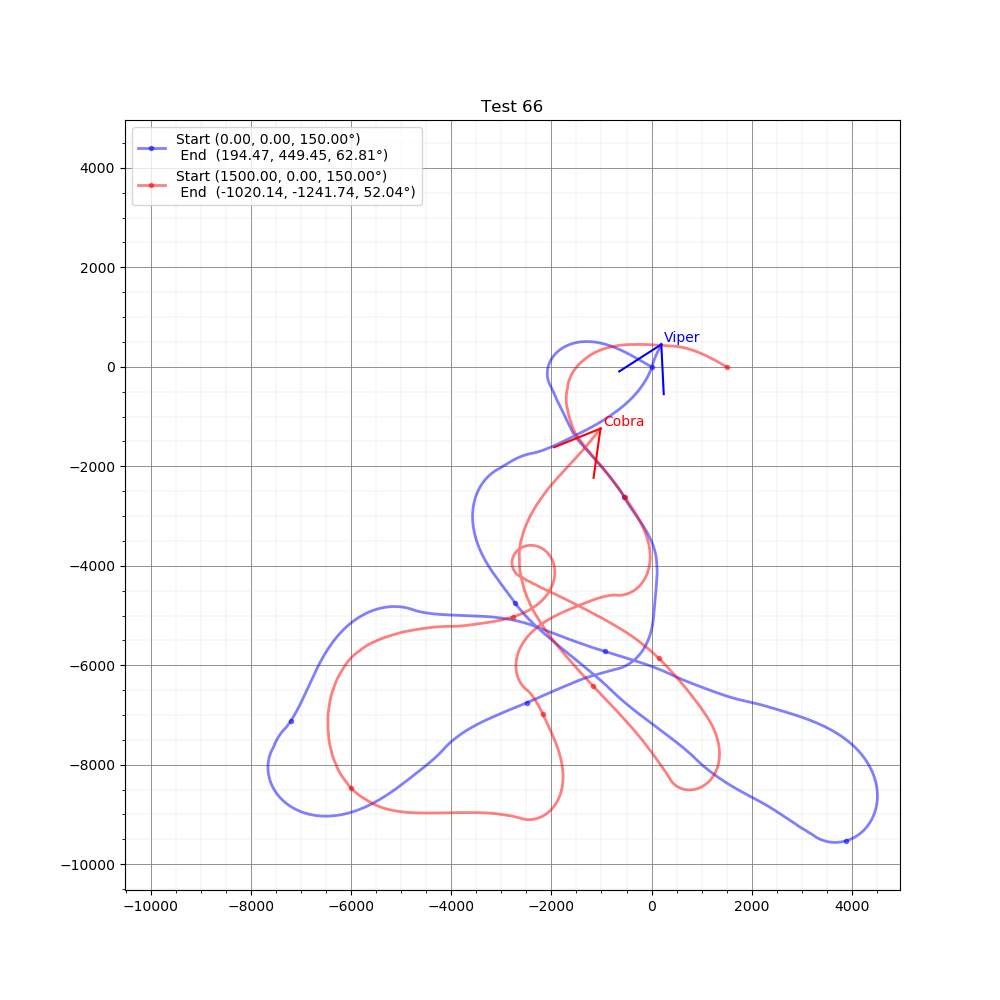 Test 66
Start (0.00, 0.00, 150.00°)
End  (194.47, 449.45, 62.81°)
Start (1500.00, 0.00, 150.00°)
End  (-1020.14, -1241.74, 52.04°)
4000
2000
0
−2000
−4000
−6000
−8000
−10000
Viper
Cobra
−10000 −8000 −6000 −4000 −2000 0 2000 4000